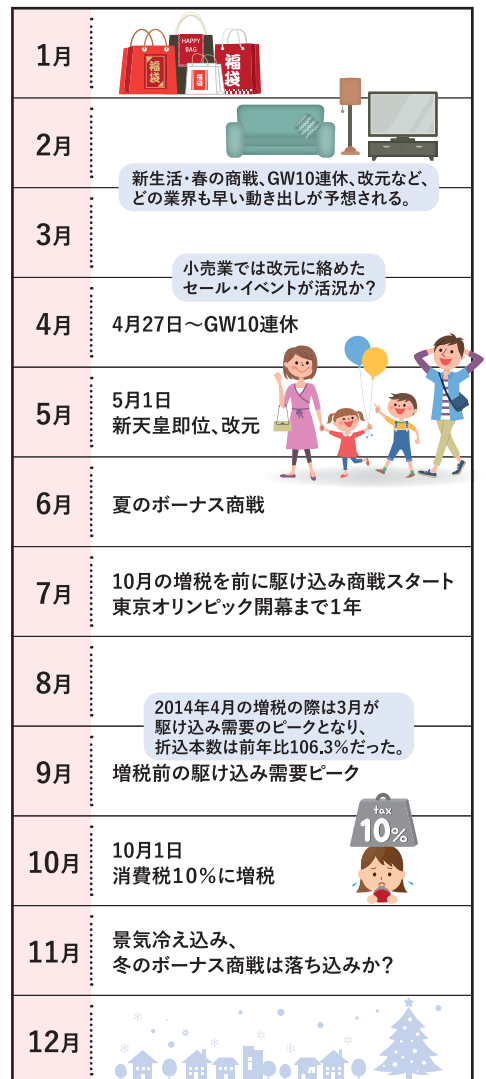 1月
福袋
HAPPY
BAG
福袋
福袋
2月
新生活・春の商戦、GW10連休、改元など、
どの業界も早い動き出しが予想される。
3月
小売業では改元に絡めた
セール・イベントが活況か?
4月
4月27日～GW10連休
5月
5月1日
新天皇即位、改元
6月
夏のボーナス商戦
7月
10月の増税を前に駆け込み商戦スタート
東京オリンピック開幕まで1年
8月
2014年4月の増税の際は3月が
駆け込み需要のピークとなり、
折込本数は前年比106.3%だった。
9月
増税前の駆け込み需要ピーク
tax
10%
10月
10月1日
消費税10%に増税
11月
景気冷え込み、
冬のボーナス商戦は落ち込みか?
12月